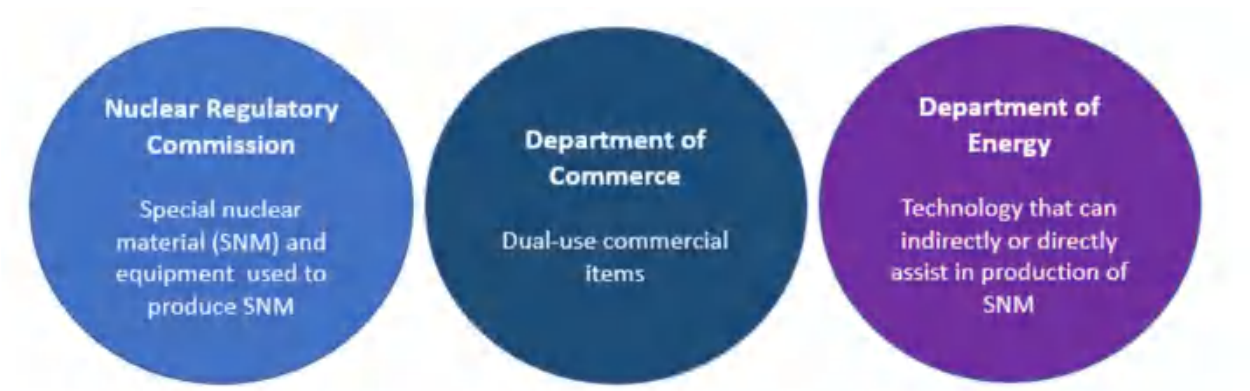 Nuclear Regulatory
Commission
Special nuclear
material (SNM) and
equipment used to
produce SNM
Department of
Commerce
Dual-use commercial
items
Department of
Energy
Technology that can
indirectly or directly
assist in production of
SNM